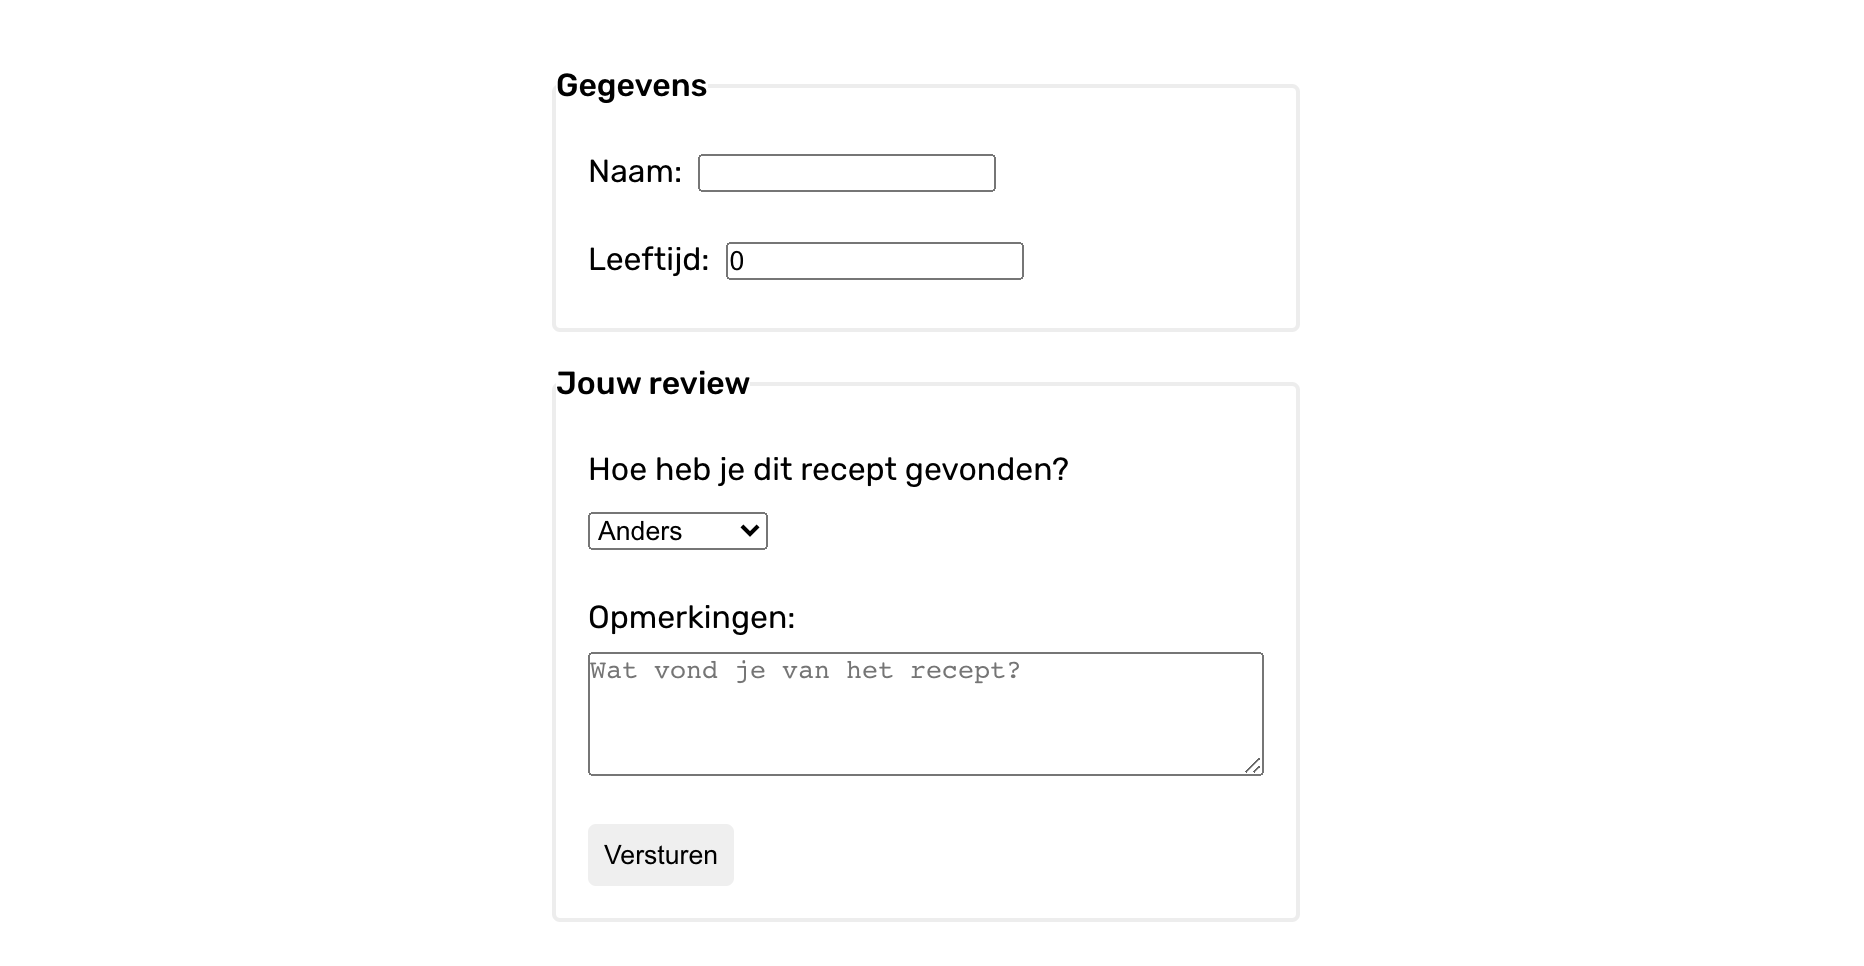 Gegevens
Naam:
Leeftijd: 0
Jouw review
Hoe heb je dit recept gevonden?
Anders
Opmerkingen:
Wat vond je van het recept?
Versturen